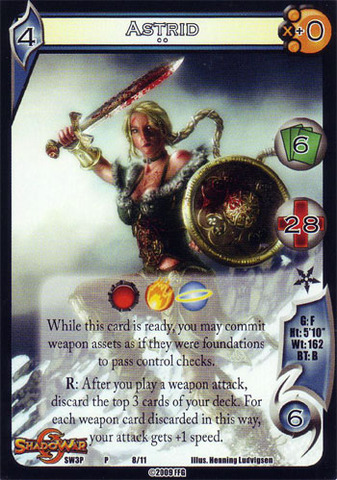 4
ASTRID
X+0
6
28
G: F
Ht: 5'10"
Wt: 162
BT: B
While this card is ready, you may commit
weapon assets as if they were foundations
to pass control checks.
R: After you play a weapon attack,
discard the top 3 cards of your deck. For
each weapon card discarded in this way,
your attack gets +1 speed.
6
SHADOWAR
SW3P P 8/11 Illus. Henning Ludvigsen
©2009 FFG